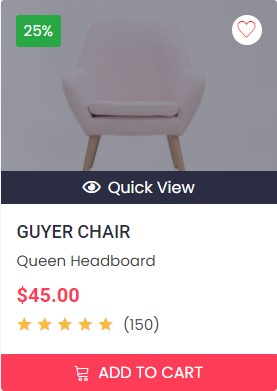 25%
Quick View
GUYER CHAIR
Queen Headboard
$45.00
(150)
ADD TO CART